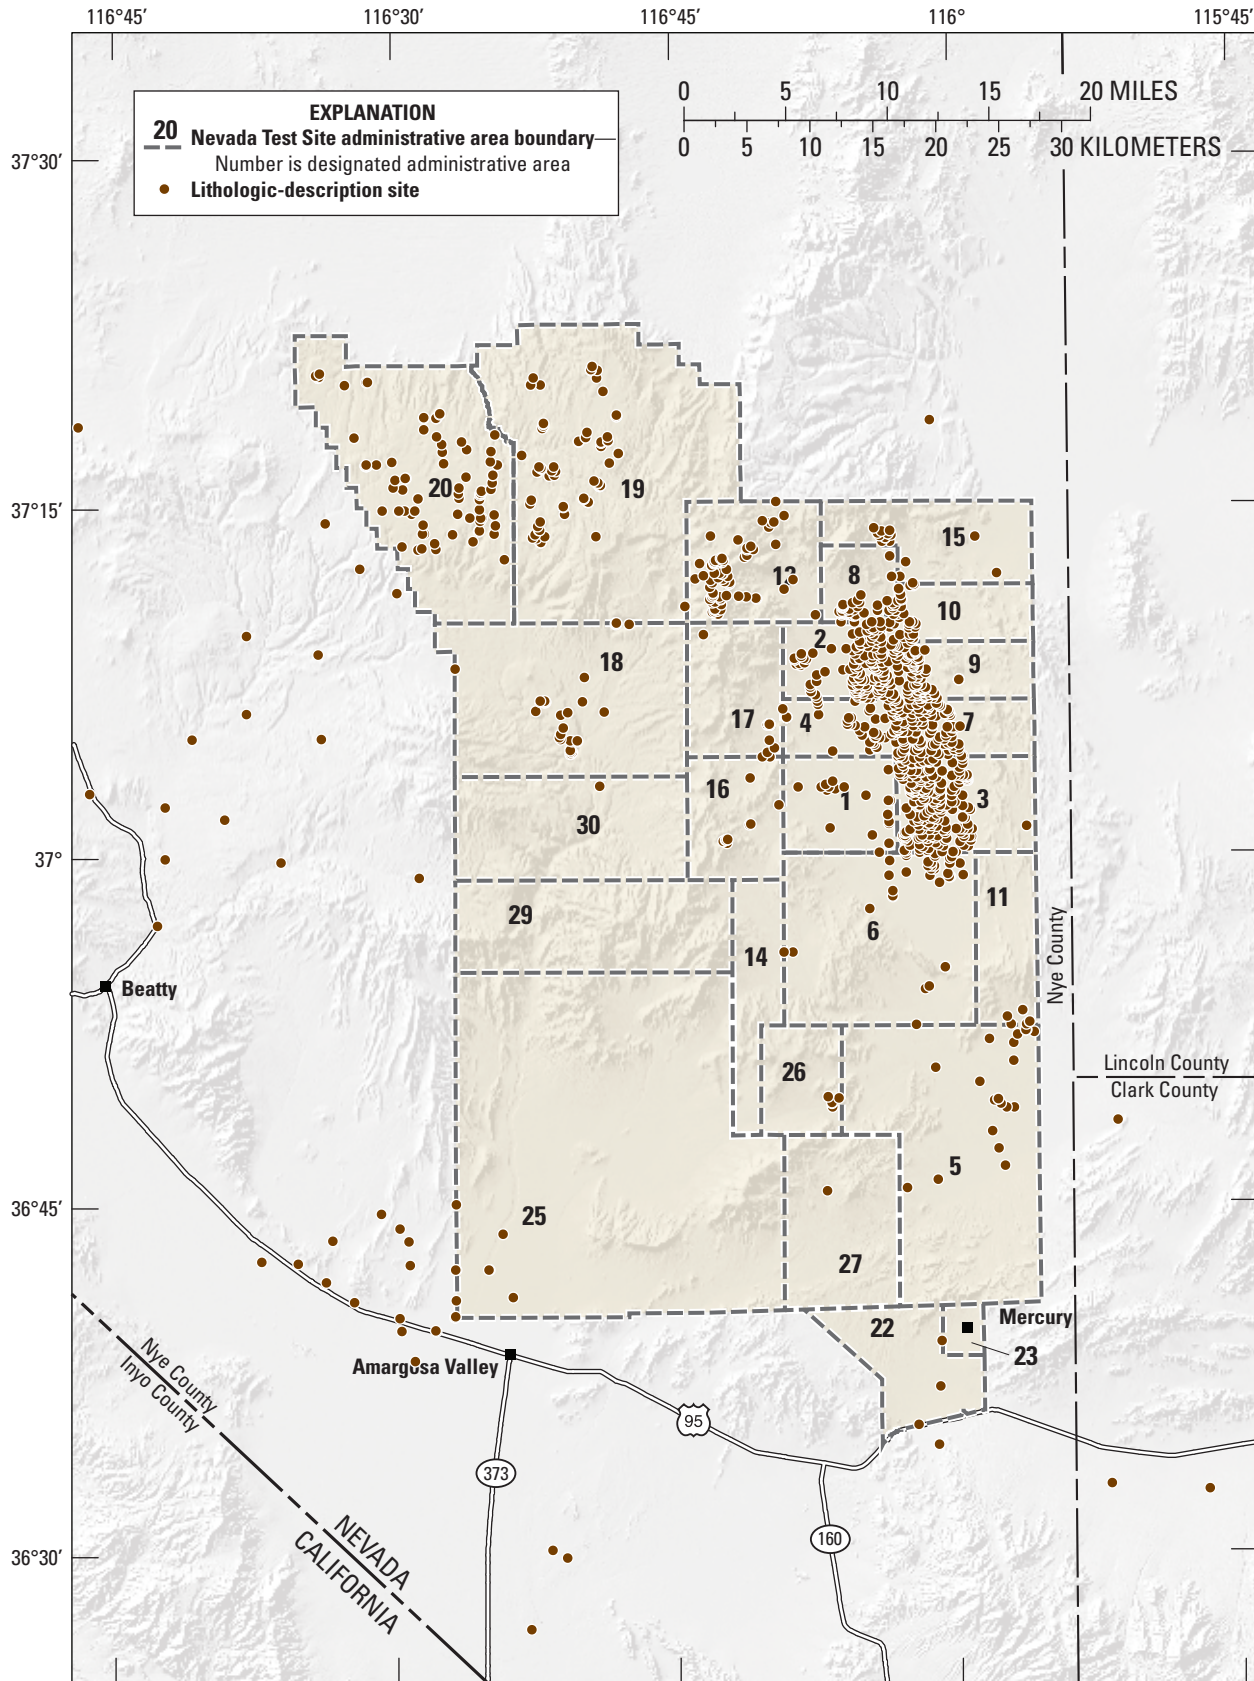 116°45′ 116°30′ 116°45′ 116° 115°45′
0 5 10 15 20 MILES
0 5 10 15 20 25 30 KILOMETERS
EXPLANATION
20 Nevada Test Site administrative area boundary—
Number is designated administrative area
Lithologic-description site
37°30′
37°15′
37°
36°45′
36°30′
20
19
15
12
8
10
2
9
18
17
4
7
16
1
3
30
29
11
6
14
Nye County
Beatty
Lincoln County
Clark County
26
5
25
27
22
Mercury
23
Amargosa Valley
Nye County
Inyo County
95
373
160
NEVADA
CALIFORNIA